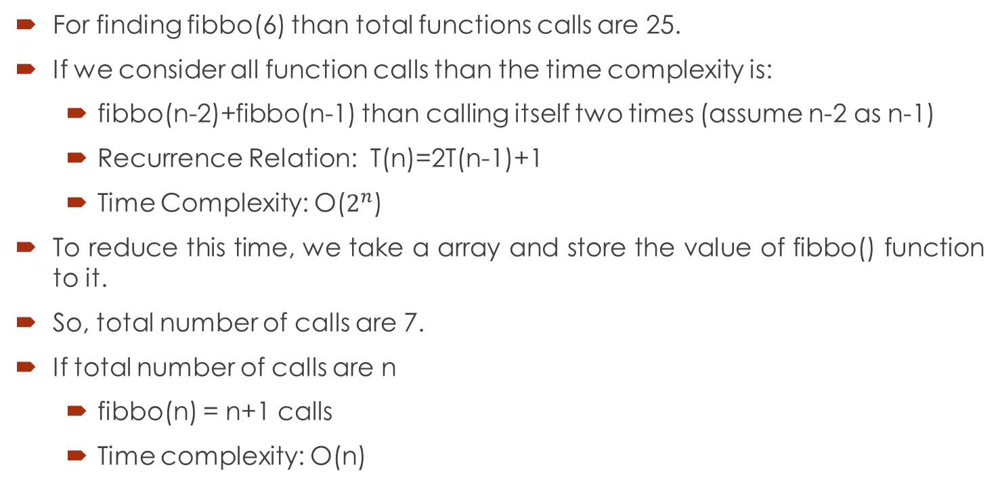 For finding fibbo(6) than total functions calls are 25.
If we consider all function calls than the time complexity is:
fibbo(n-2)+fibbo(n-1) than calling itself two times (assume n-2 as n-1)
Recurrence Relation: T(n)=2T(n-1)+1
Time Complexity: O(2ⁿ)
To reduce this time, we take a array and store the value of fibbo() function
to it.
So, total number of calls are 7.
If total number of calls are n
fibbo(n) = n+1 calls
Time complexity: O(n)